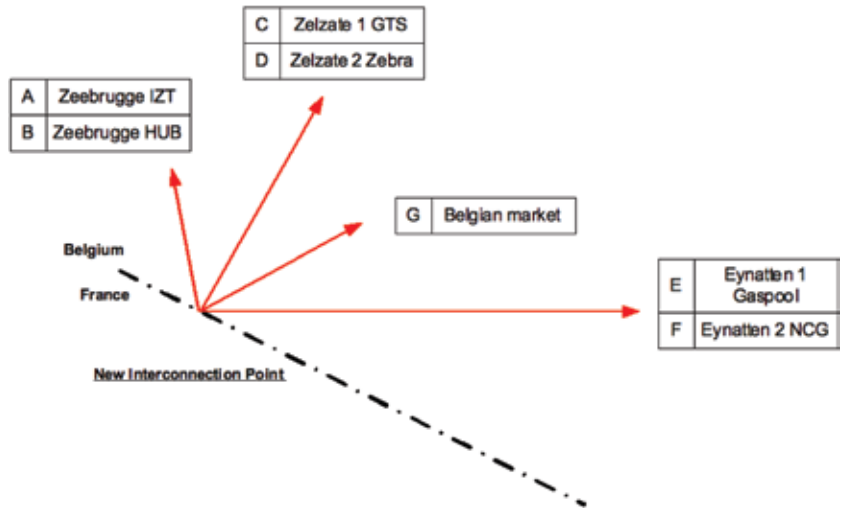 C Zelzate 1 GTS
D Zelzate 2 Zebra
A Zeebrugge IZT
B Zeebrugge HUB
G Belgian market
Belgium
France
E Eynatten 1
Gaspool
F Eynatten 2 NCG
New Interconnection Point